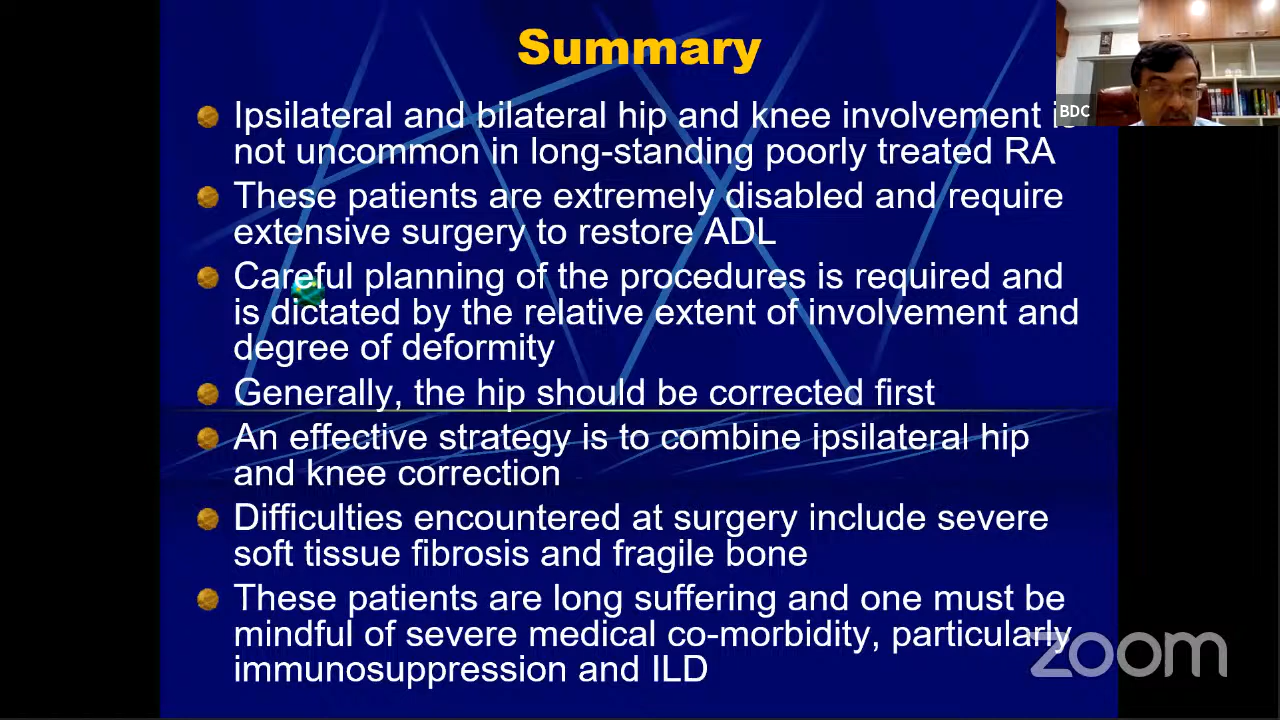 Summary
Ipsilateral and bilateral hip and knee involvement is
not uncommon in long-standing poorly treated RA
These patients are extremely disabled and require
extensive surgery to restore ADL
Careful planning of the procedures is required and
is dictated by the relative extent of involvement and
degree of deformity
Generally, the hip should be corrected first
An effective strategy is to combine ipsilateral hip
and knee correction
Difficulties encountered at surgery include severe
soft tissue fibrosis and fragile bone
These patients are long suffering and one must be
mindful of severe medical co-morbidity, particularly
immunosuppression and ILD
BDC
zoom